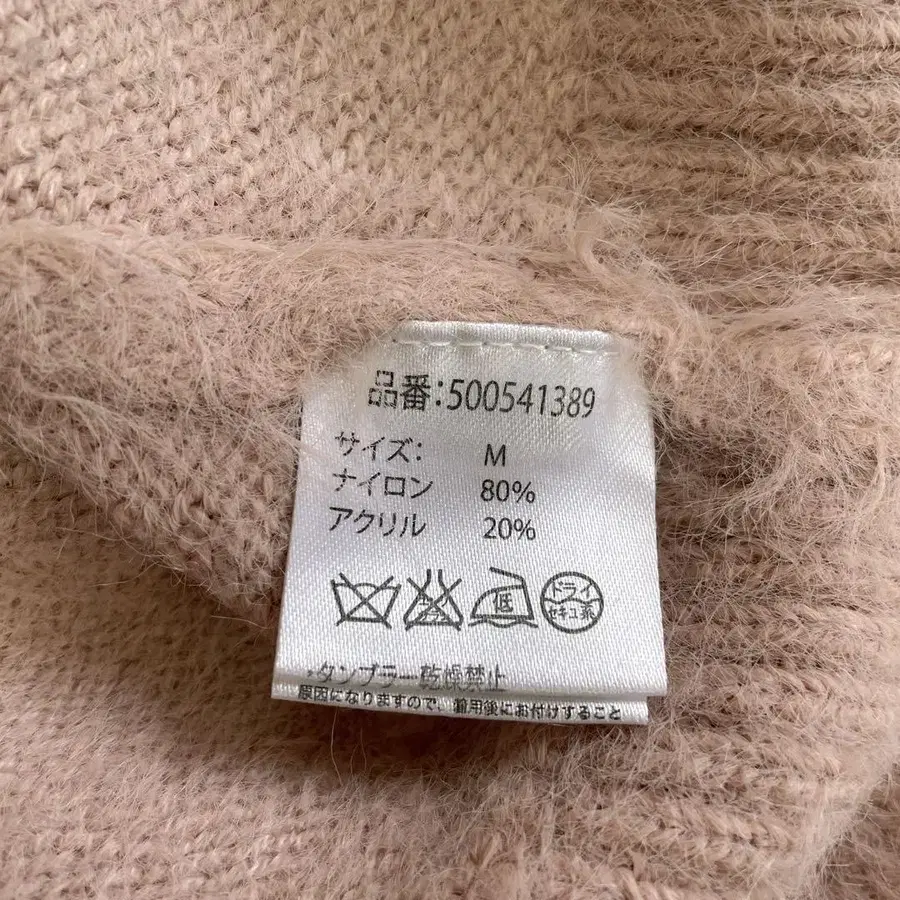 品番:500541389
サイズ: M
ナイロン 80%
アクリル 20%
低 ドライ
セキユ系
*タンブラー乾燥禁止
原因になりますので、着用後にお付けすること